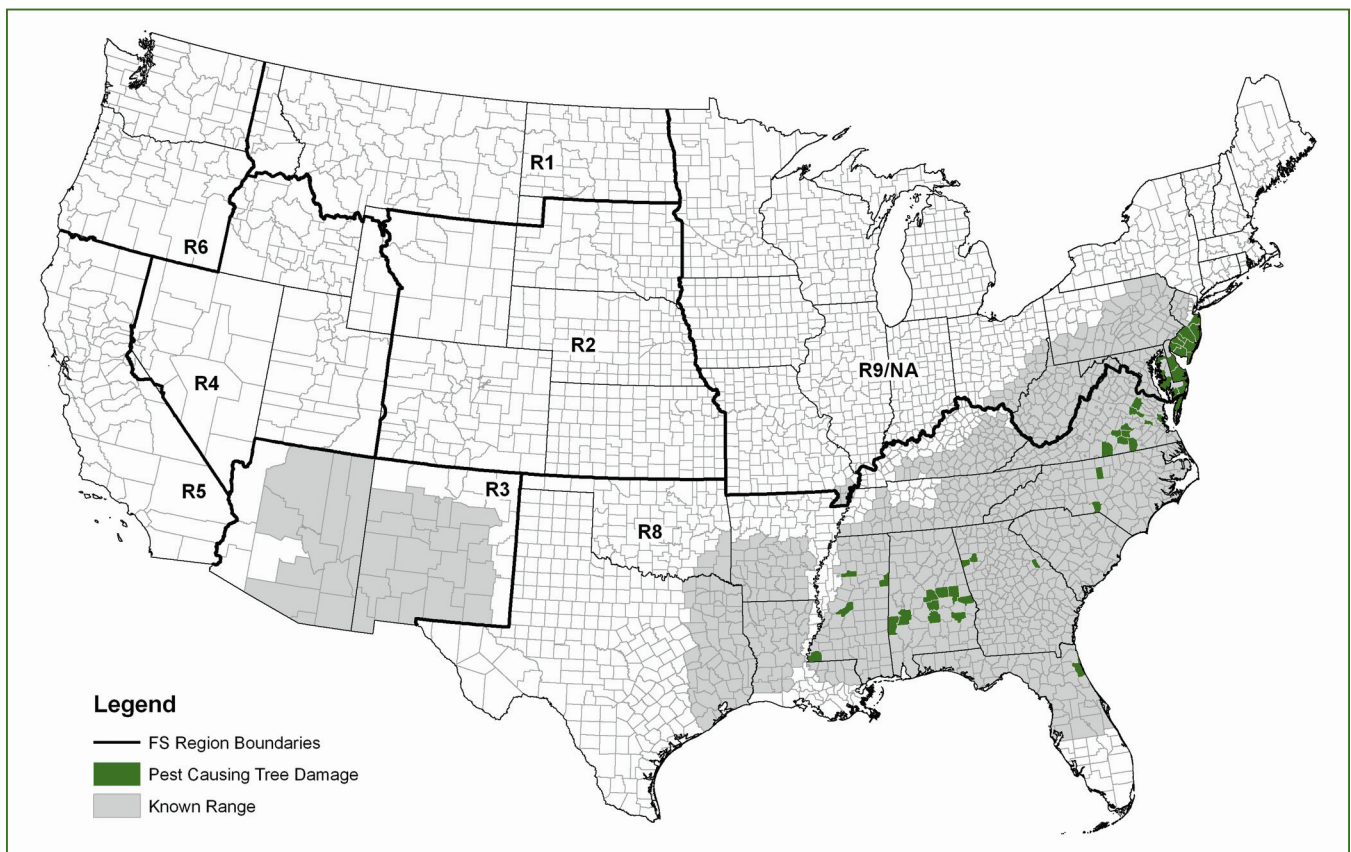 R1
R6
R2
R9/NA
R4
R5
R3
R8
Legend
FS Region Boundaries
Pest Causing Tree Damage
Known Range